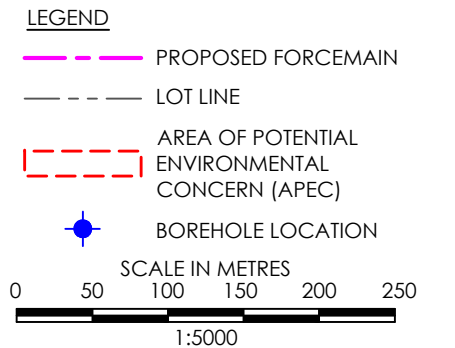 LEGEND
PROPOSED FORCEMAIN
LOT LINE
AREA OF POTENTIAL
ENVIRONMENTAL
CONCERN (APEC)
BOREHOLE LOCATION
SCALE IN METRES
0 50 100 150 200 250
1:5000